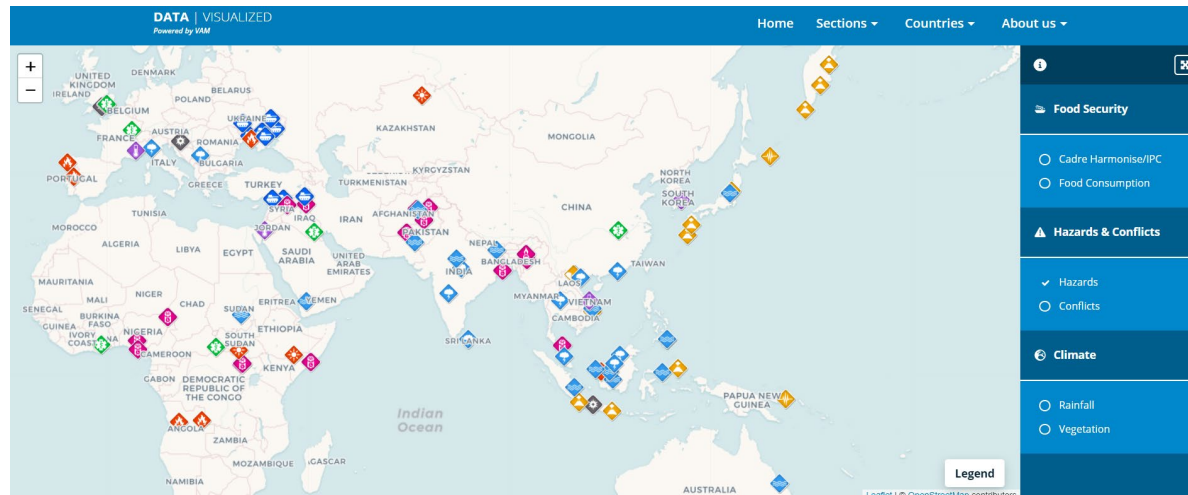 DATA | VISUALIZED
Powered by VAM
Home Sections Countries About us
+
−
UNITED KINGDOM
IRELAND
DENMARK
BELGIUM
POLAND
BELARUS
UKRAINE
FRANCE
AUSTRIA
ROMANIA
ITALY
BULGARIA
PORTUGAL
GREECE
TURKEY
KAZAKHSTAN
MONGOLIA
KYRGYZSTAN
TURKMENISTAN
NORTH KOREA
SOUTH KOREA
CHINA
TUNISIA
SYRIA
IRAQ
IRAN
AFGHANISTAN
MOROCCO
JORDAN
PAKISTAN
ALGERIA
LIBYA
EGYPT
SAUDI ARABIA
UNITED ARAB EMIRATES
NEPAL
BANGLADESH
INDIA
TAIWAN
LAOS
MYANMAR
VIETNAM
CAMBODIA
MAURITANIA
MALI
NIGER
CHAD
SUDAN
ERITREA
YEMEN
SENEGAL
BURKINA FASO
GUINEA
IVORY COAST
NIGERIA
SOUTH SUDAN
ETHIOPIA
SRI LANKA
CAMEROON
KENYA
GABON
DEMOCRATIC REPUBLIC OF THE CONGO
PAPUA NEW GUINEA
Indian Ocean
ANGOLA
ZAMBIA
MOZAMBIQUE
GASCAR
NAMIBIA
AUSTRALIA
Legend
Leaflet | © OpenStreetMap contributors
Food Security
Cadre Harmonise/IPC
Food Consumption
Hazards & Conflicts
Hazards
Conflicts
Climate
Rainfall
Vegetation